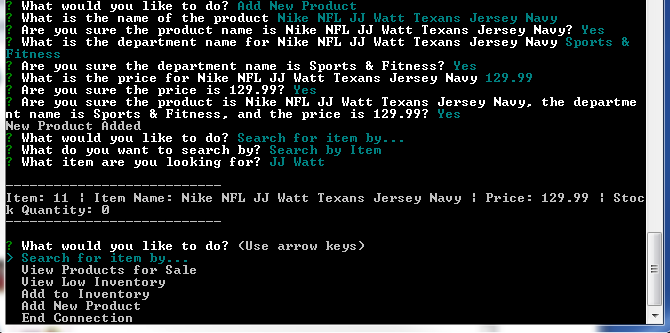 ? What would you like to do? Add New Product
? What is the name of the product Nike NFL JJ Watt Texans Jersey Navy
? Are you sure the product name is Nike NFL JJ Watt Texans Jersey Navy? Yes
? What is the department name for Nike NFL JJ Watt Texans Jersey Navy Sports &
Fitness
? Are you sure the department name is Sports & Fitness? Yes
? What is the price for Nike NFL JJ Watt Texans Jersey Navy 129.99
? Are you sure the price is 129.99? Yes
? Are you sure the product is Nike NFL JJ Watt Texans Jersey Navy, the departme
nt name is Sports & Fitness, and the price is 129.99? Yes
New Product Added
? What would you like to do? Search for item by...
? What do you want to search by? Search by Item
? What item are you looking for? JJ Watt
---------------------------
Item: 11 | Item Name: Nike NFL JJ Watt Texans Jersey Navy | Price: 129.99 | Stoc
k Quantity: 0
---------------------------
? What would you like to do? (Use arrow keys)
> Search for item by...
View Products for Sale
View Low Inventory
Add to Inventory
Add New Product
End Connection